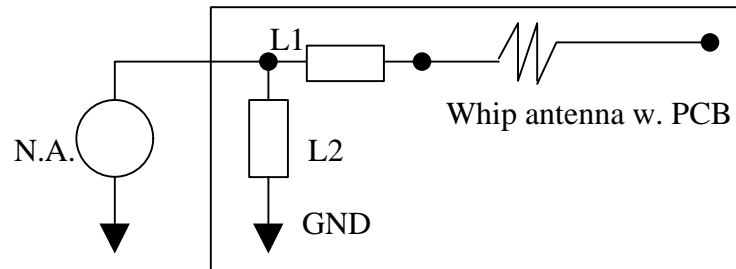 L1
Whip antenna w. PCB
N.A.
L2
GND